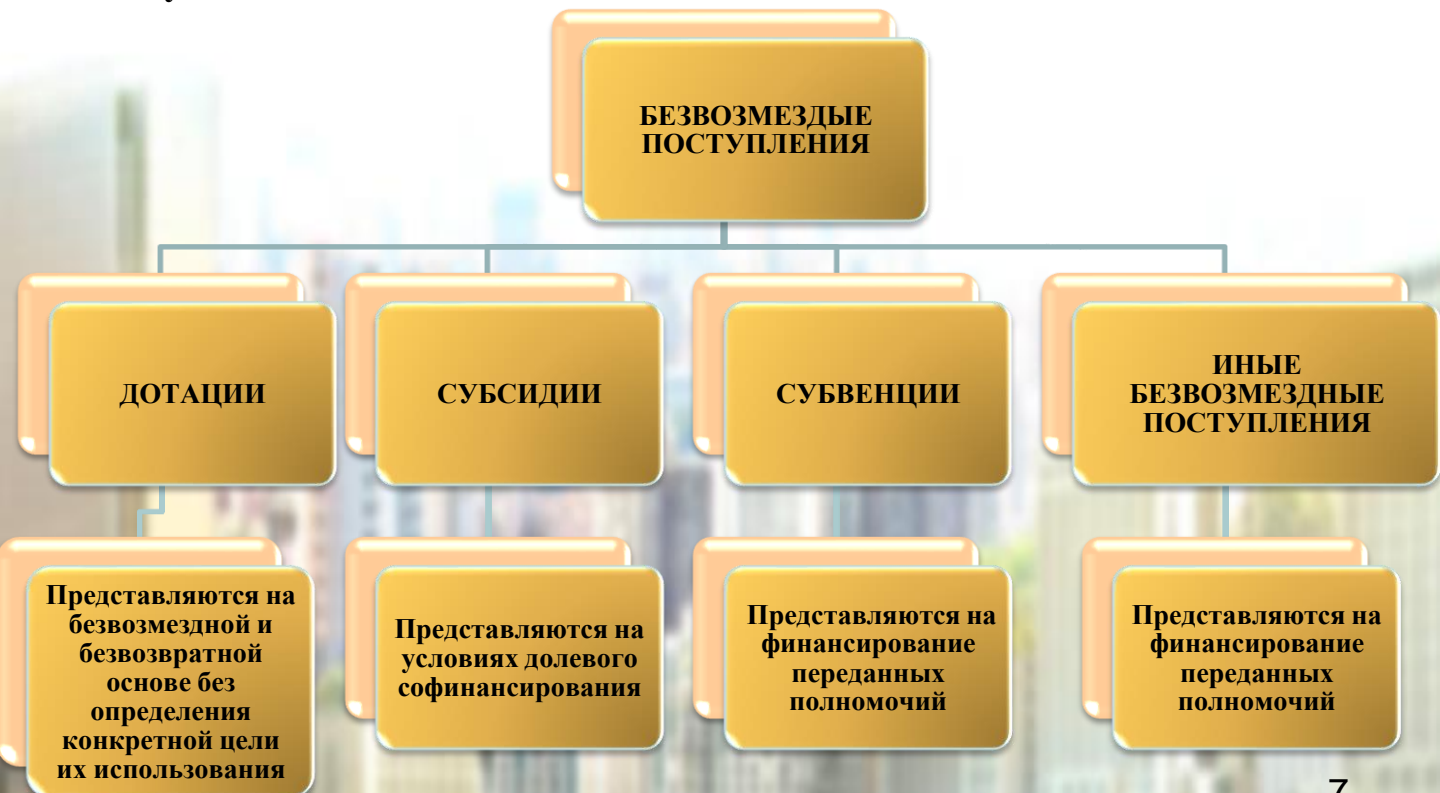 БЕЗВОЗМЕЗДЫЕ
ПОСТУПЛЕНИЯ
ДОТАЦИИ
СУБСИДИИ
СУБВЕНЦИИ
ИНЫЕ
БЕЗВОЗМЕЗДНЫЕ
ПОСТУПЛЕНИЯ
Представляются на
безвозмездной и
безвозвратной
основе без
определения
конкретной цели
их использования
Представляются на
условиях долевого
софинансирования
Представляются на
финансирование
переданных
полномочий
Представляются на
финансирование
переданных
полномочий
7